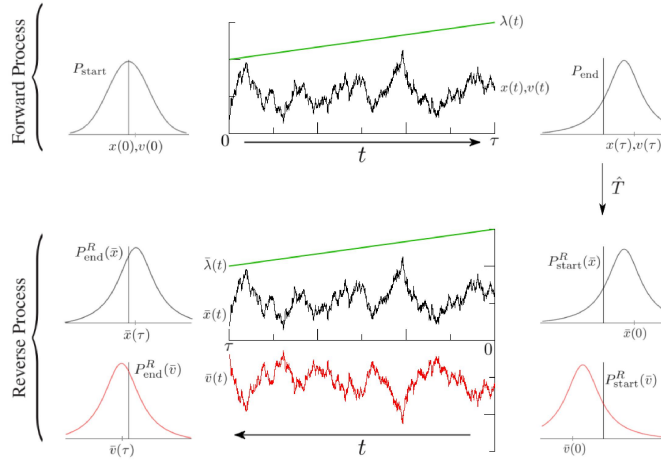 Forward Process
P_start
x(0),v(0)
λ(t)
x(t),v(t)
0
t
τ
P_end
x(τ),v(τ)
T̂
Reverse Process
P^R_end(x̄)
x̄(τ)
λ̄(t)
x̄(t)
τ
0
P^R_start(x̄)
x̄(0)
P^R_end(v̄)
v̄(τ)
v̄(t)
t
P^R_start(v̄)
v̄(0)